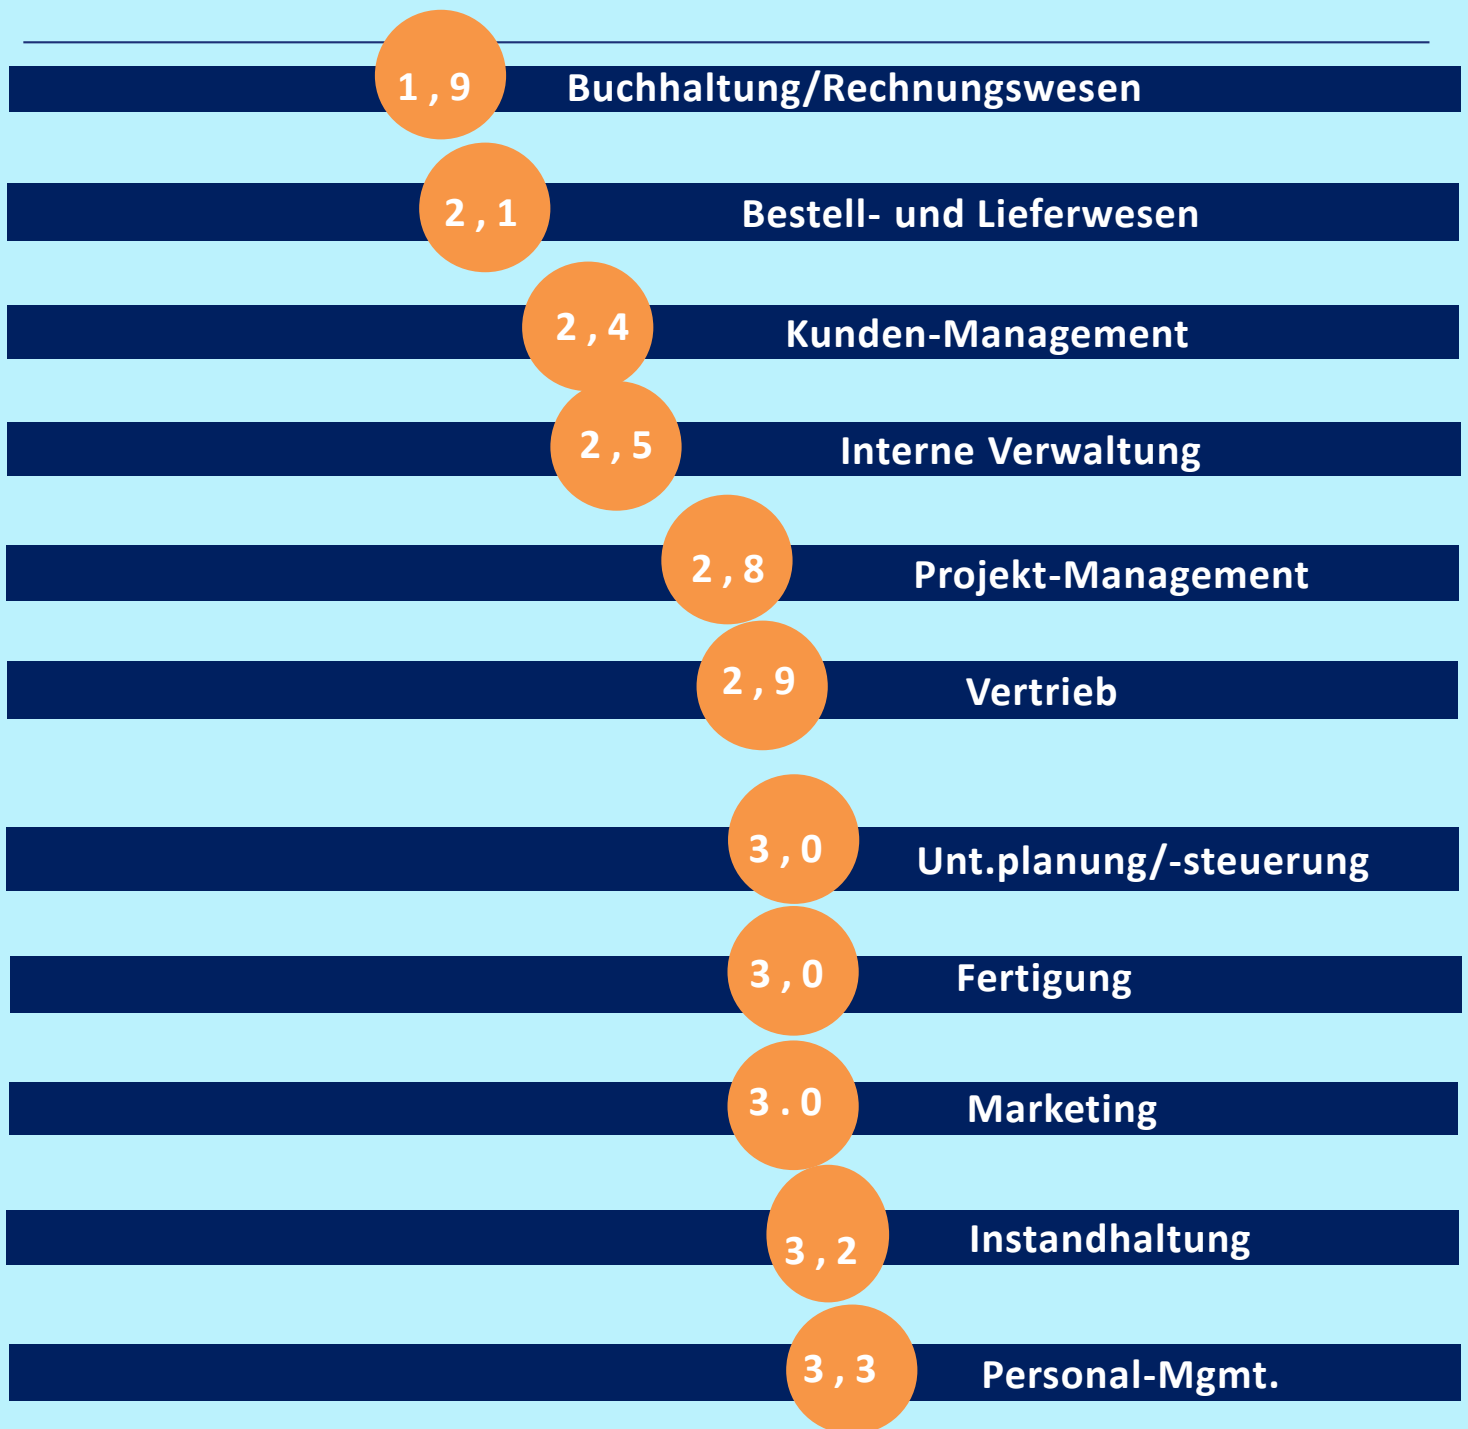 1,9 Buchhaltung/Rechnungswesen
2,1 Bestell- und Lieferwesen
2,4 Kunden-Management
2,5 Interne Verwaltung
2,8 Projekt-Management
2,9 Vertrieb
3,0 Unt.planung/-steuerung
3,0 Fertigung
3.0 Marketing
3,2 Instandhaltung
3,3 Personal-Mgmt.